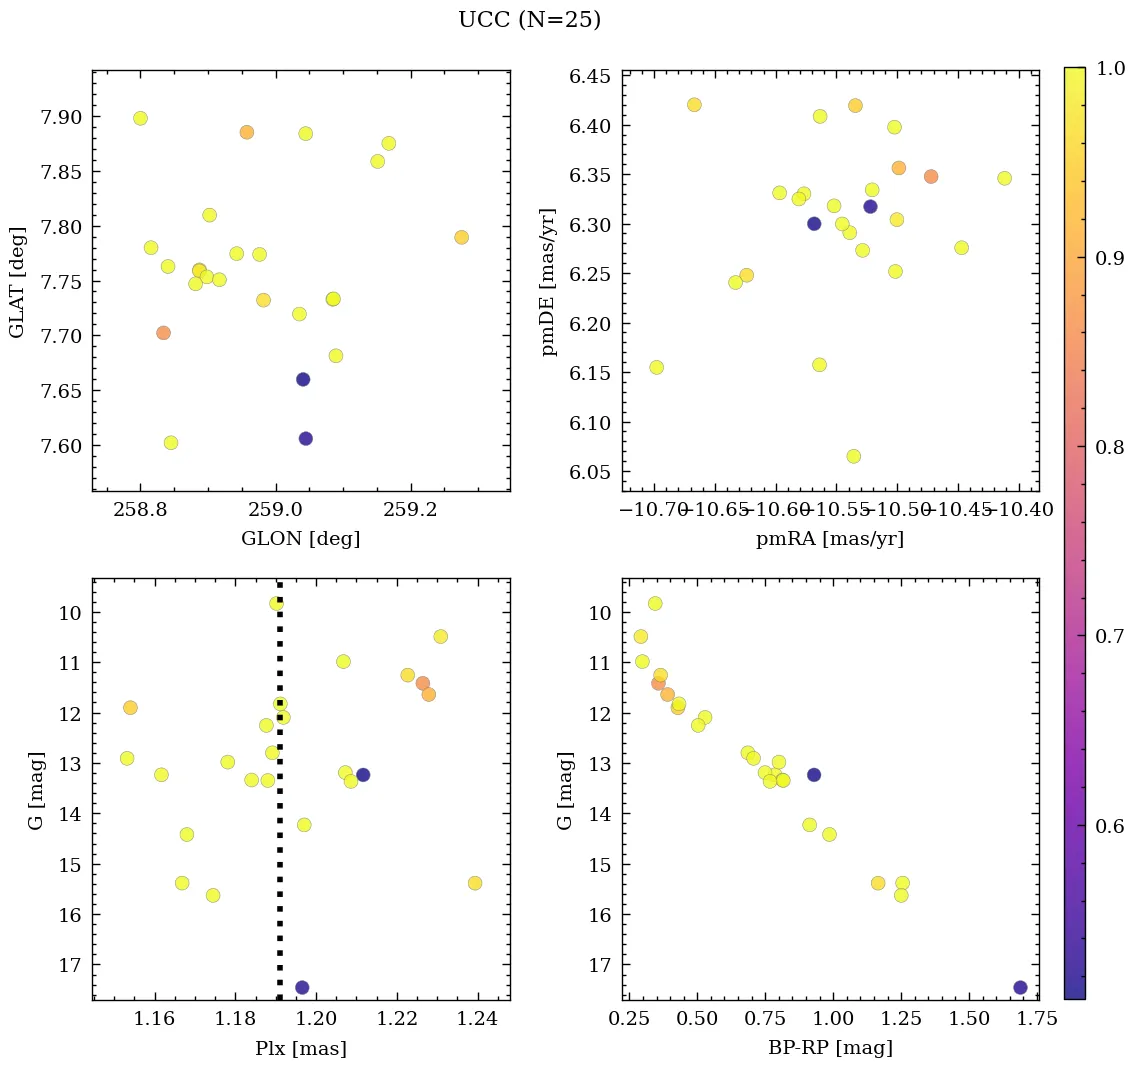 UCC (N=25)
7.90
7.85
7.80
7.75
7.70
7.65
7.60
GLAT [deg]
258.8 259.0 259.2
GLON [deg]
6.45
6.40
6.35
6.30
6.25
6.20
6.15
6.10
6.05
pmDE [mas/yr]
−10.70 −10.65 −10.60 −10.55 −10.50 −10.45 −10.40
pmRA [mas/yr]
10
11
12
13
14
15
16
17
G [mag]
1.16 1.18 1.20 1.22 1.24
Plx [mas]
10
11
12
13
14
15
16
17
G [mag]
0.25 0.50 0.75 1.00 1.25 1.50 1.75
BP-RP [mag]
1.0
0.9
0.8
0.7
0.6